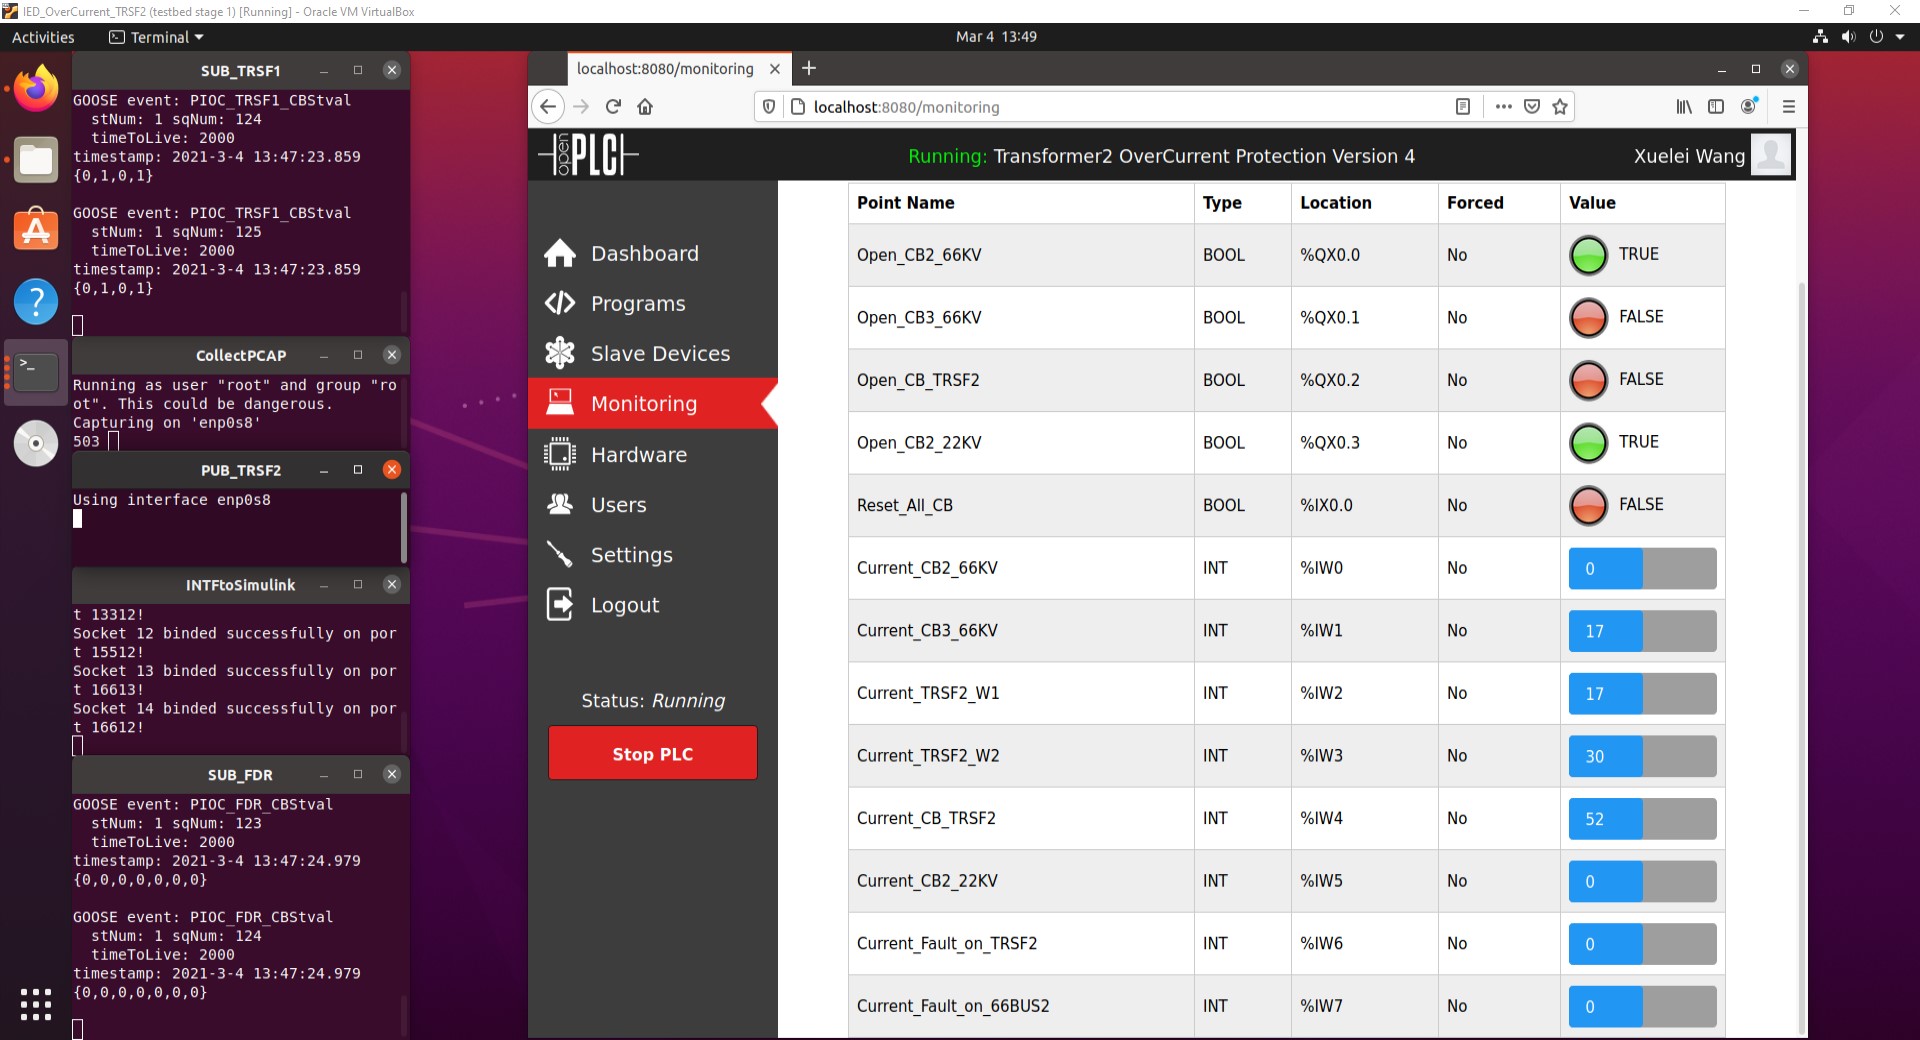 IED_OverCurrent_TRSF2 (testbed stage 1) [Running] - Oracle VM VirtualBox
Activities
Terminal
Mar 4 13:49
SUB_TRSF1
GOOSE event: PIOC_TRSF1_CBStval
stNum: 1 sqNum: 124
timeToLive: 2000
timestamp: 2021-3-4 13:47:23.859
{0,1,0,1}
GOOSE event: PIOC_TRSF1_CBStval
stNum: 1 sqNum: 125
timeToLive: 2000
timestamp: 2021-3-4 13:47:23.859
{0,1,0,1}
CollectPCAP
Running as user "root" and group "ro
ot". This could be dangerous.
Capturing on 'enp0s8'
503
PUB_TRSF2
Using interface enp0s8
INTFtoSimulink
t 13312!
Socket 12 binded successfully on por
t 15512!
Socket 13 binded successfully on por
t 16613!
Socket 14 binded successfully on por
t 16612!
SUB_FDR
GOOSE event: PIOC_FDR_CBStval
stNum: 1 sqNum: 123
timeToLive: 2000
timestamp: 2021-3-4 13:47:24.979
{0,0,0,0,0,0,0}
GOOSE event: PIOC_FDR_CBStval
stNum: 1 sqNum: 124
timeToLive: 2000
timestamp: 2021-3-4 13:47:24.979
{0,0,0,0,0,0,0}
localhost:8080/monitoring
localhost:8080/monitoring
open PLC
Running: Transformer2 OverCurrent Protection Version 4
Xuelei Wang
Dashboard
Programs
Slave Devices
Monitoring
Hardware
Users
Settings
Logout
Status: Running
Stop PLC
Point Name Type Location Forced Value
Open_CB2_66KV BOOL %QX0.0 No TRUE
Open_CB3_66KV BOOL %QX0.1 No FALSE
Open_CB_TRSF2 BOOL %QX0.2 No FALSE
Open_CB2_22KV BOOL %QX0.3 No TRUE
Reset_All_CB BOOL %IX0.0 No FALSE
Current_CB2_66KV INT %IW0 No 0
Current_CB3_66KV INT %IW1 No 17
Current_TRSF2_W1 INT %IW2 No 17
Current_TRSF2_W2 INT %IW3 No 30
Current_CB_TRSF2 INT %IW4 No 52
Current_CB2_22KV INT %IW5 No 0
Current_Fault_on_TRSF2 INT %IW6 No 0
Current_Fault_on_66BUS2 INT %IW7 No 0